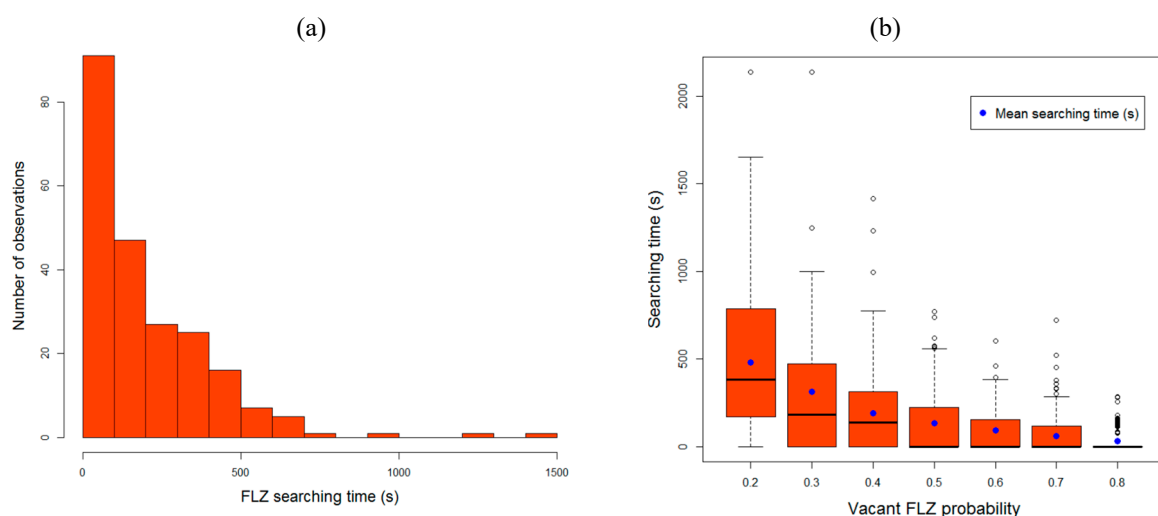 (a)
(b)
Number of observations
80
60
40
20
0
0 500 1000 1500
FLZ searching time (s)
Searching time (s)
2000
1500
1000
500
0
Mean searching time (s)
0.2 0.3 0.4 0.5 0.6 0.7 0.8
Vacant FLZ probability